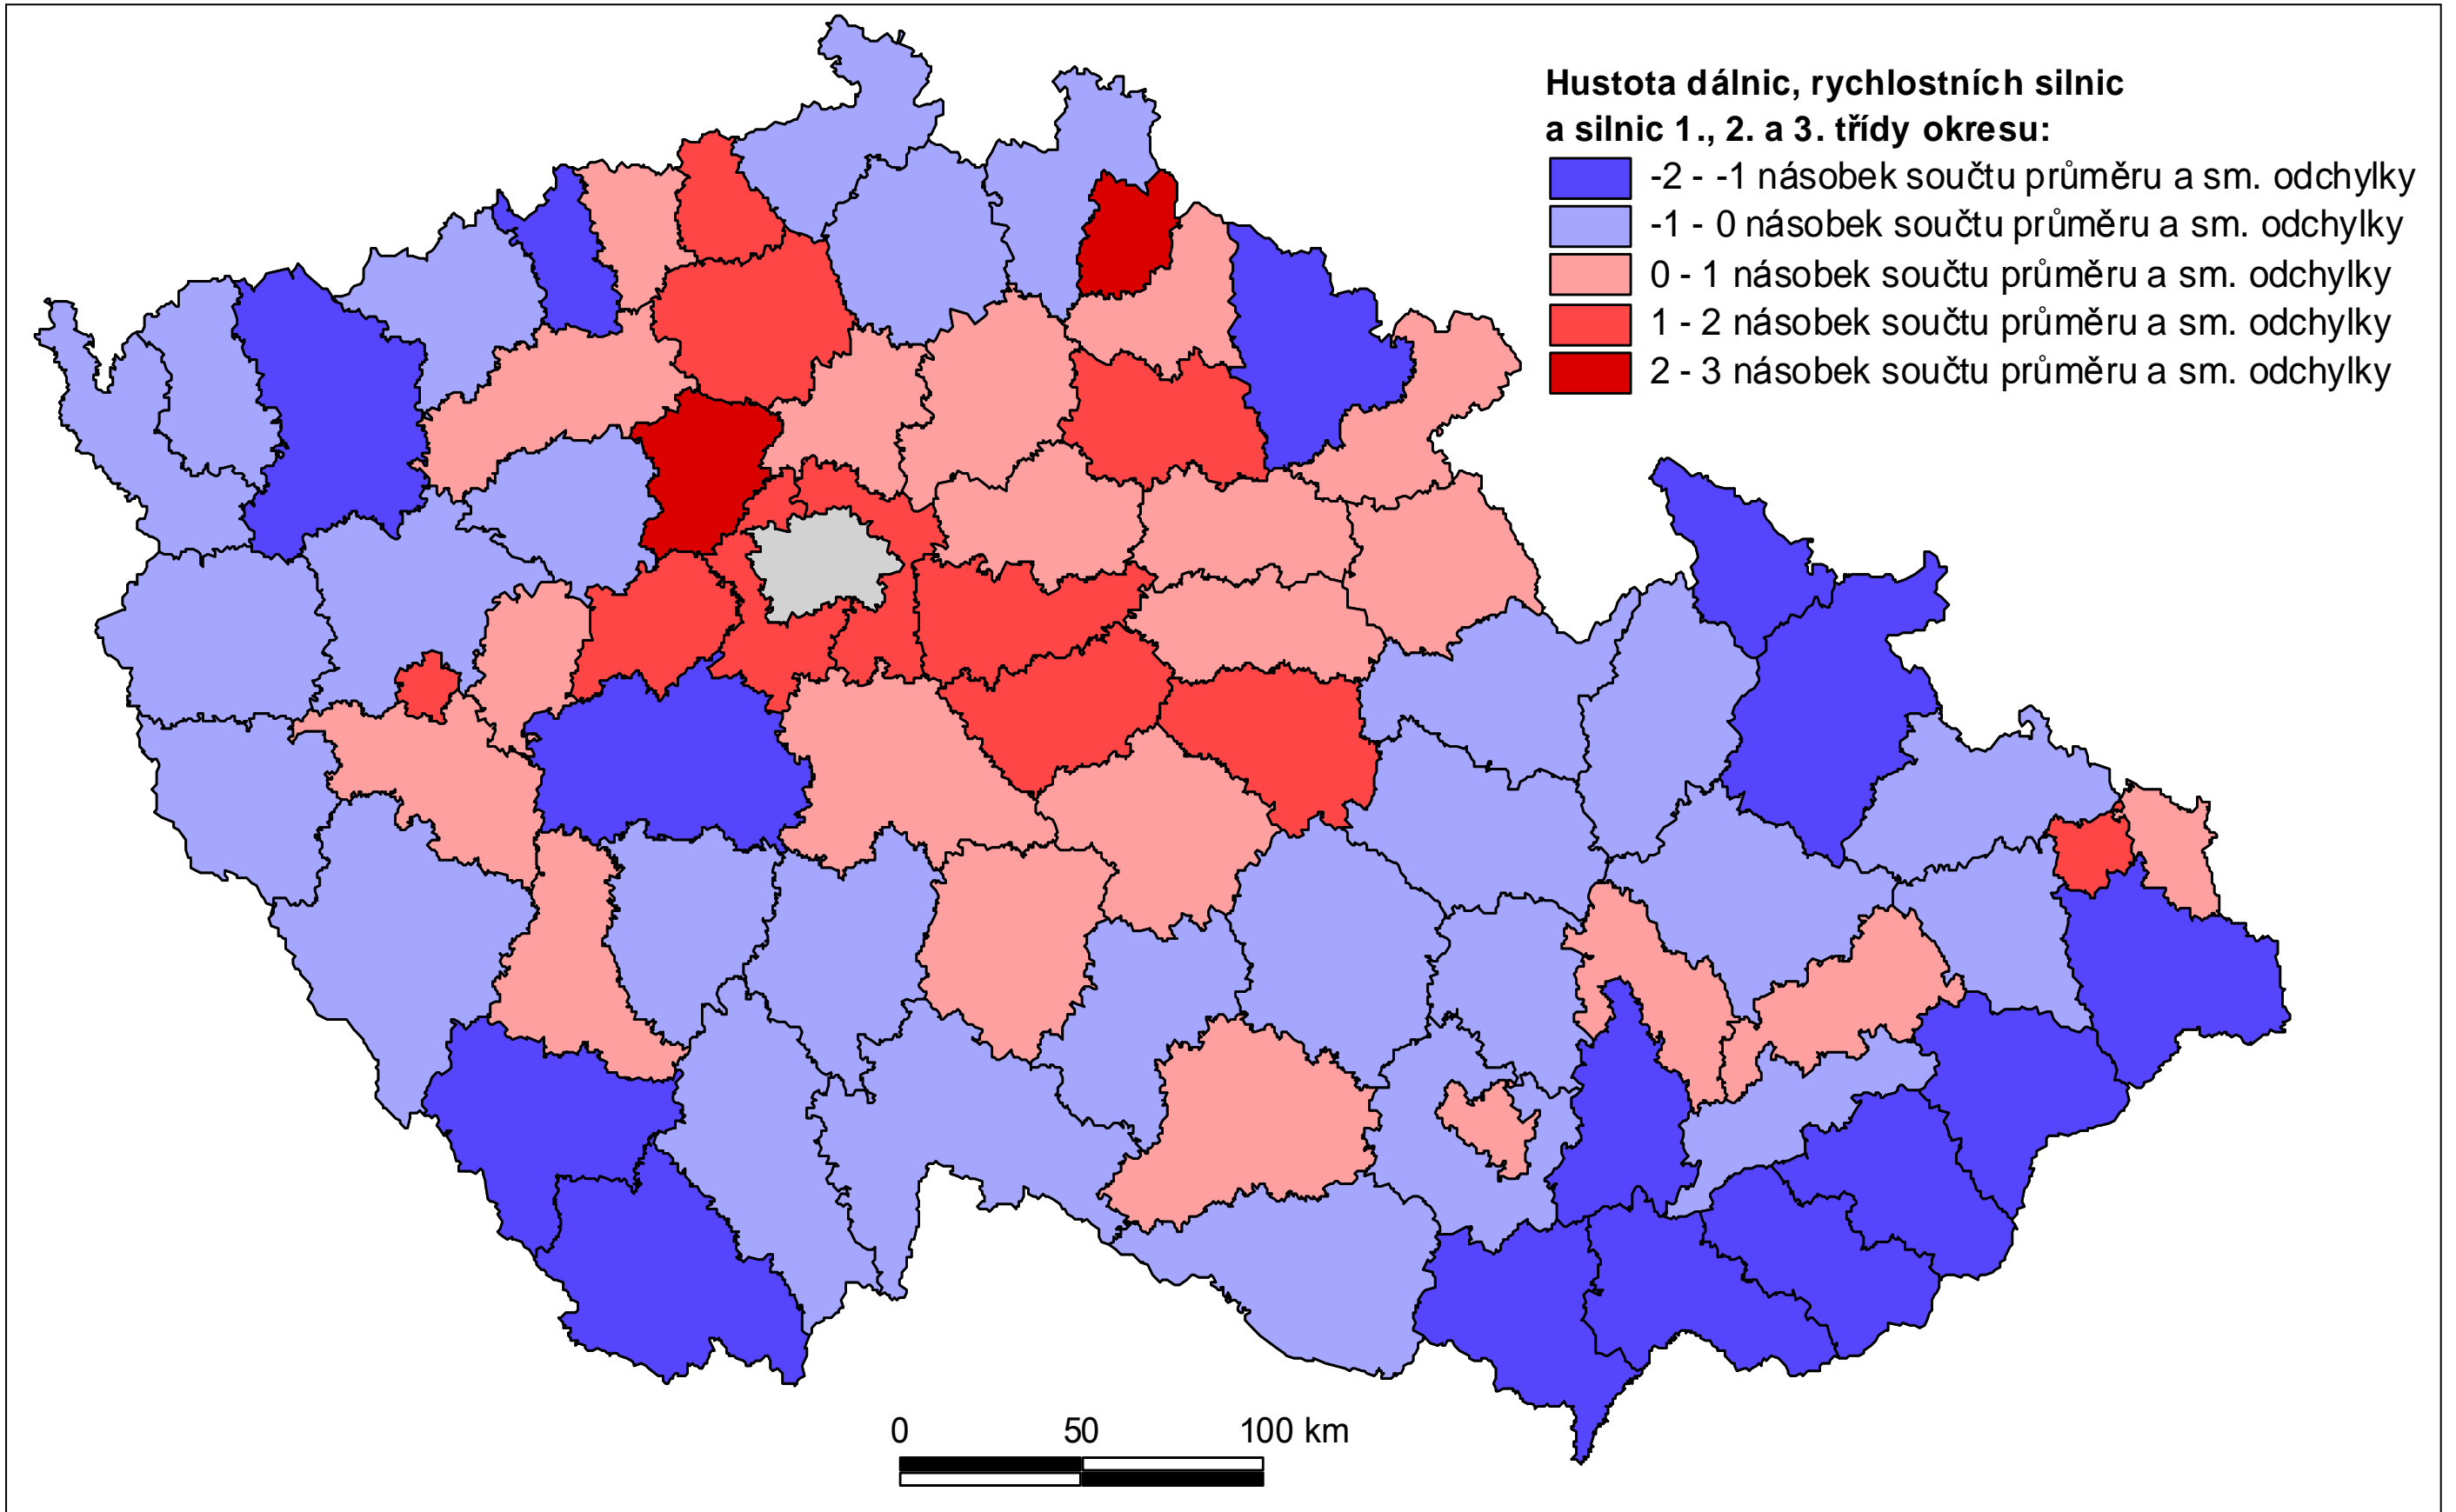 Hustota dálnic, rychlostních silnic
a silnic 1., 2. a 3. třídy okresu:
-2 - -1 násobek součtu průměru a sm. odchylky
-1 - 0 násobek součtu průměru a sm. odchylky
0 - 1 násobek součtu průměru a sm. odchylky
1 - 2 násobek součtu průměru a sm. odchylky
2 - 3 násobek součtu průměru a sm. odchylky
0 50 100 km